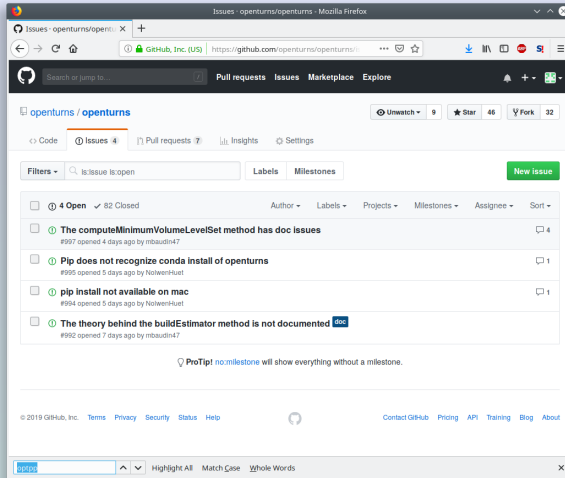 Issues · openturns/openturns - Mozilla Firefox
Issues · openturns/opentu
GitHub, Inc. (US) https://github.com/openturns/openturns/i
Search or jump to... / Pull requests Issues Marketplace Explore
openturns / openturns Unwatch 9 Star 46 Fork 32
Code Issues 4 Pull requests 7 Insights Settings
Filters is:issue is:open Labels Milestones New issue
4 Open 82 Closed Author Labels Projects Milestones Assignee Sort
The computeMinimumVolumeLevelSet method has doc issues 4
#997 opened 4 days ago by mbaudin47
Pip does not recognize conda install of openturns 1
#995 opened 5 days ago by NolwenHuet
pip install not available on mac 1
#994 opened 5 days ago by NolwenHuet
The theory behind the buildEstimator method is not documented doc
#992 opened 7 days ago by mbaudin47
ProTip! no:milestone will show everything without a milestone.
© 2019 GitHub, Inc. Terms Privacy Security Status Help Contact GitHub Pricing API Training Blog About
optpp Highlight All Match Case Whole Words